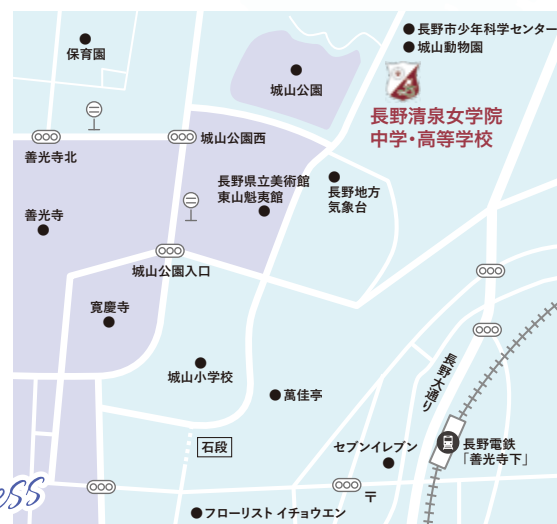 長野市少年科学センター
城山動物園
保育園
城山公園
長野清泉女学院
中学・高等学校
善光寺北
城山公園西
長野県立美術館
東山魁夷館
長野地方
気象台
善光寺
城山公園入口
寛慶寺
城山小学校
萬佳亭
長野大通り
石段
セブンイレブン
長野電鉄
「善光寺下」
〒
フローリスト イチョウエン
ess